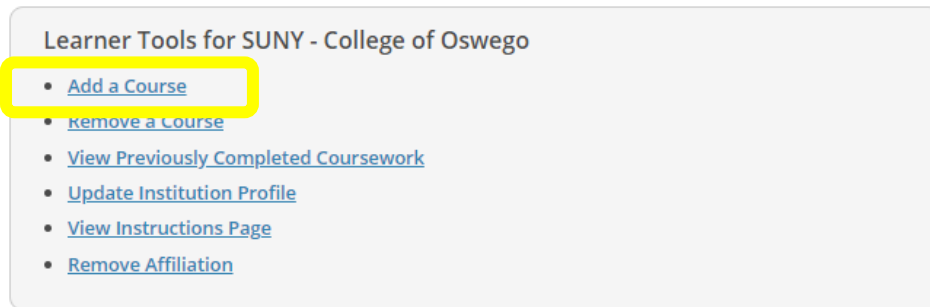 Learner Tools for SUNY - College of Oswego
Add a Course
Remove a Course
View Previously Completed Coursework
Update Institution Profile
View Instructions Page
Remove Affiliation